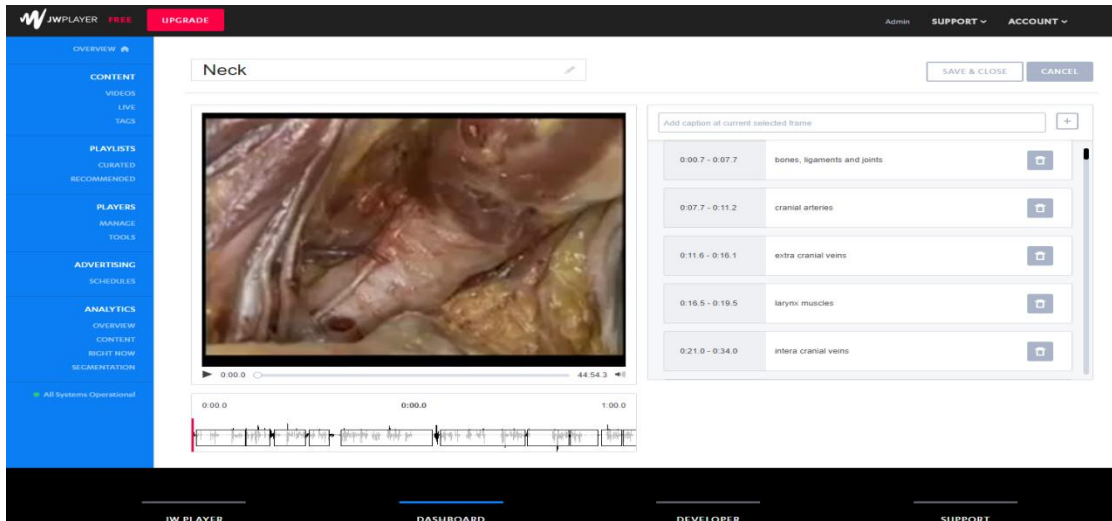 JWPLAYER FREE UPGRADE Admin SUPPORT ACCOUNT
OVERVIEW
CONTENT
VIDEOS
LIVE
TAGS
PLAYLISTS
CURATED
RECOMMENDED
PLAYERS
MANAGE
TOOLS
ADVERTISING
SCHEDULES
ANALYTICS
OVERVIEW
CONTENT
RIGHT NOW
SEGMENTATION
All Systems Operational
Neck
SAVE & CLOSE CANCEL
0:00.0 44:54.3
0:00.0 0:00.0 1:00.0
Add caption at current selected frame +
0:00.7 - 0:07.7 bones, ligaments and joints
0:07.7 - 0:11.2 cranial arteries
0:11.6 - 0:16.1 extra cranial veins
0:16.5 - 0:19.5 larynx muscles
0:21.0 - 0:34.0 intera cranial veins
JW PLAYER DASHBOARD DEVELOPER SUPPORT